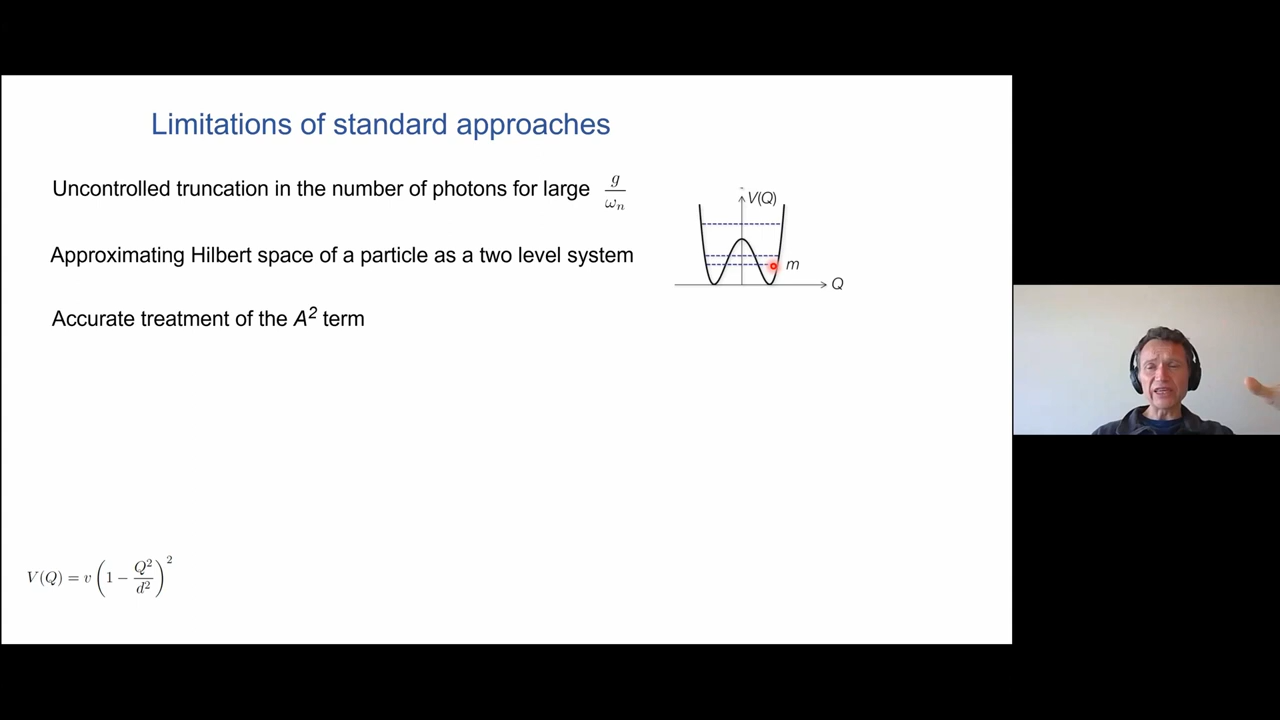 Limitations of standard approaches
Uncontrolled truncation in the number of photons for large g/ωₙ
Approximating Hilbert space of a particle as a two level system
Accurate treatment of the A² term
V(Q)
m
Q
V(Q) = v (1 − Q²/d²)²